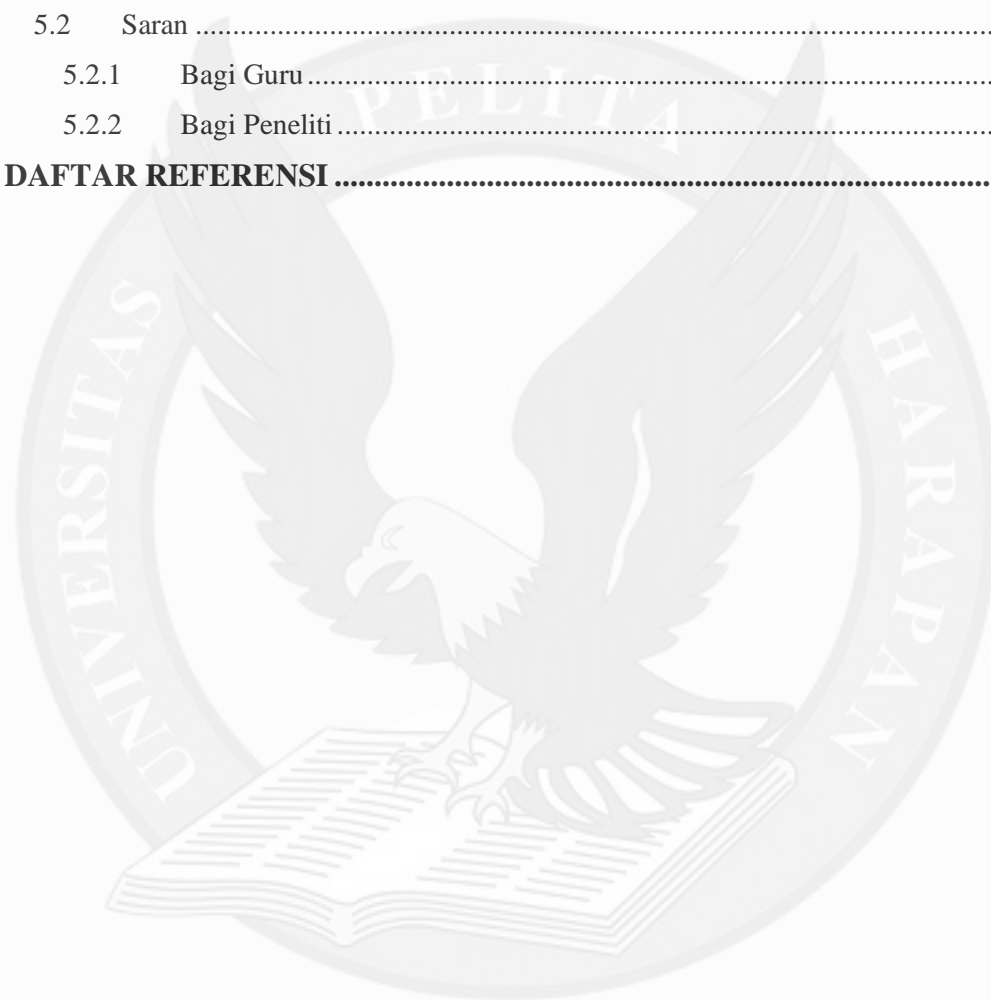 5.2 Saran ....................................................................................................
5.2.1 Bagi Guru ....................................................................................................
5.2.2 Bagi Peneliti ....................................................................................................
DAFTAR REFERENSI ....................................................................................................
UNIVERSITAS PELITA HARAPAN